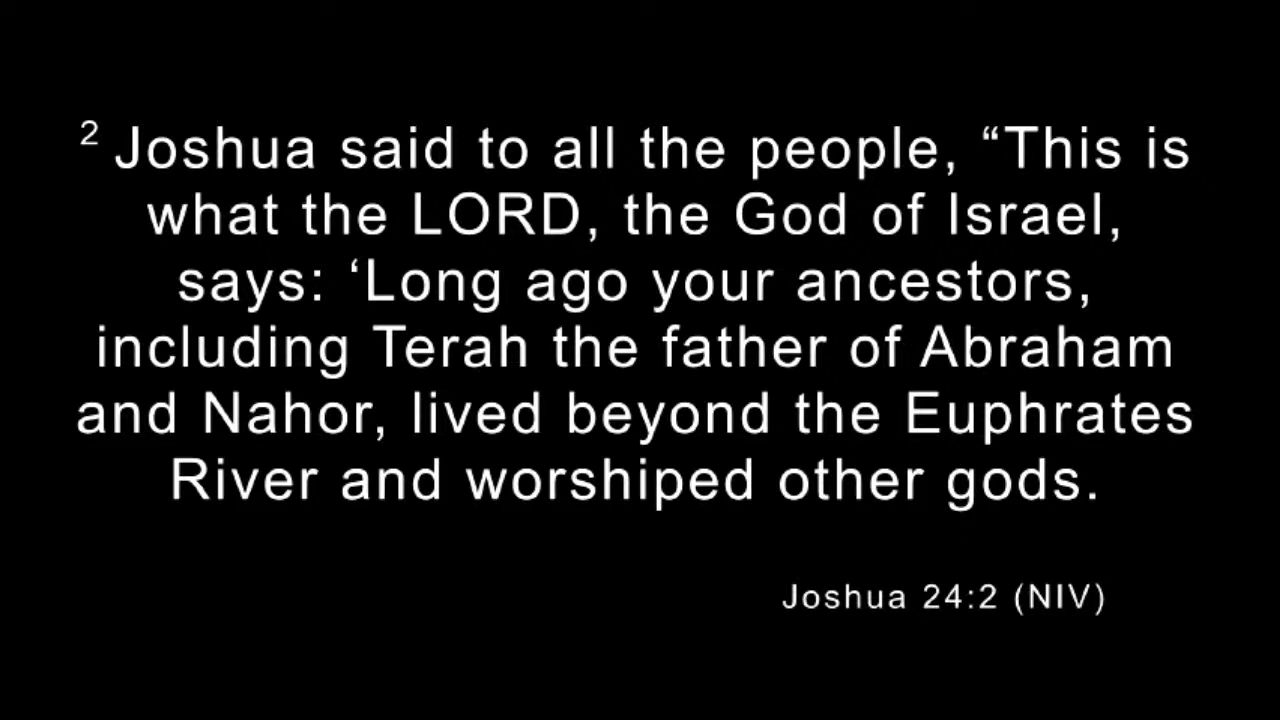 2 Joshua said to all the people, “This is
what the LORD, the God of Israel,
says: ‘Long ago your ancestors,
including Terah the father of Abraham
and Nahor, lived beyond the Euphrates
River and worshiped other gods.
Joshua 24:2 (NIV)